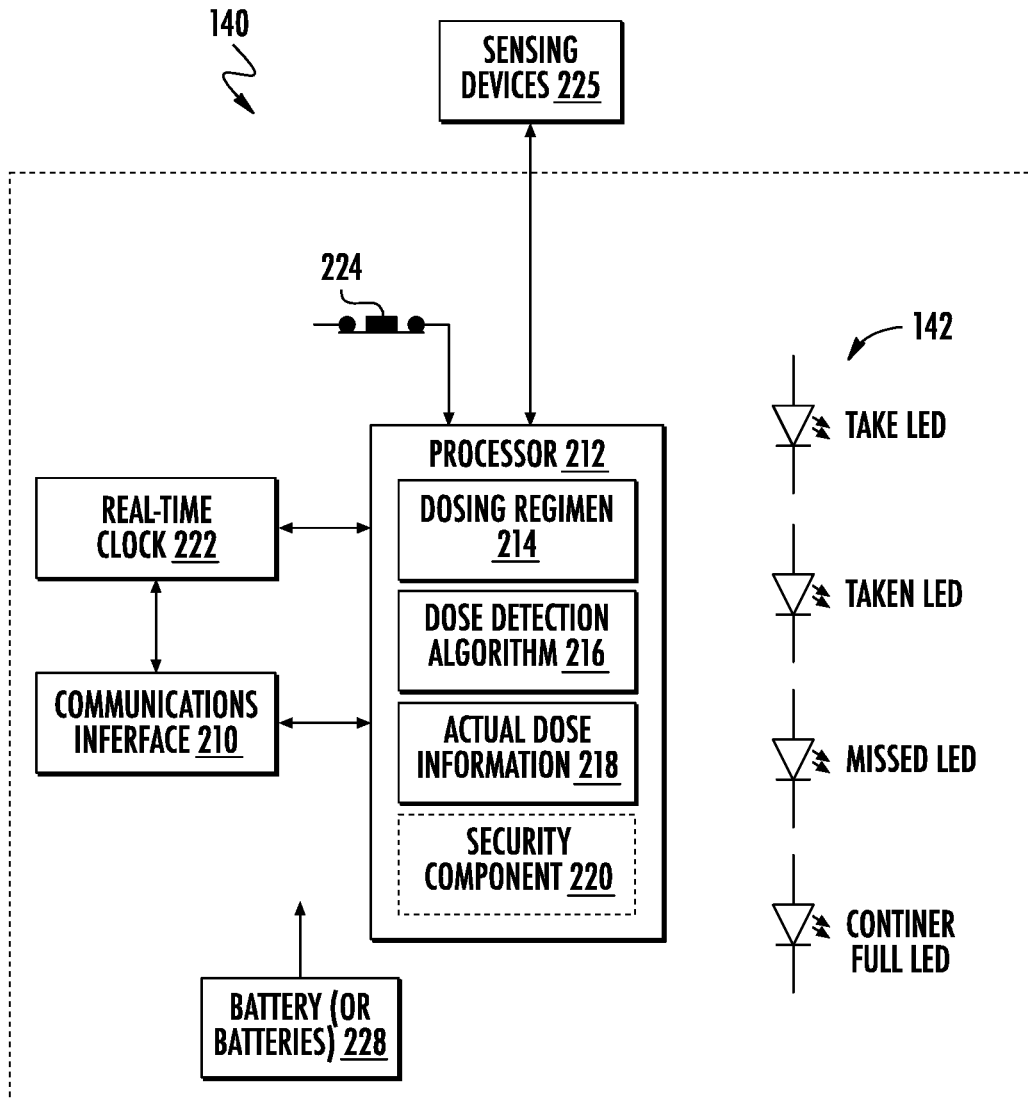 140
SENSING
DEVICES 225
224
142
TAKE LED
PROCESSOR 212
DOSING REGIMEN
214
REAL-TIME
CLOCK 222
TAKEN LED
DOSE DETECTION
ALGORITHM 216
COMMUNICATIONS
INFERFACE 210
ACTUAL DOSE
INFORMATION 218
MISSED LED
SECURITY
COMPONENT 220
CONTINER
FULL LED
BATTERY (OR
BATTERIES) 228